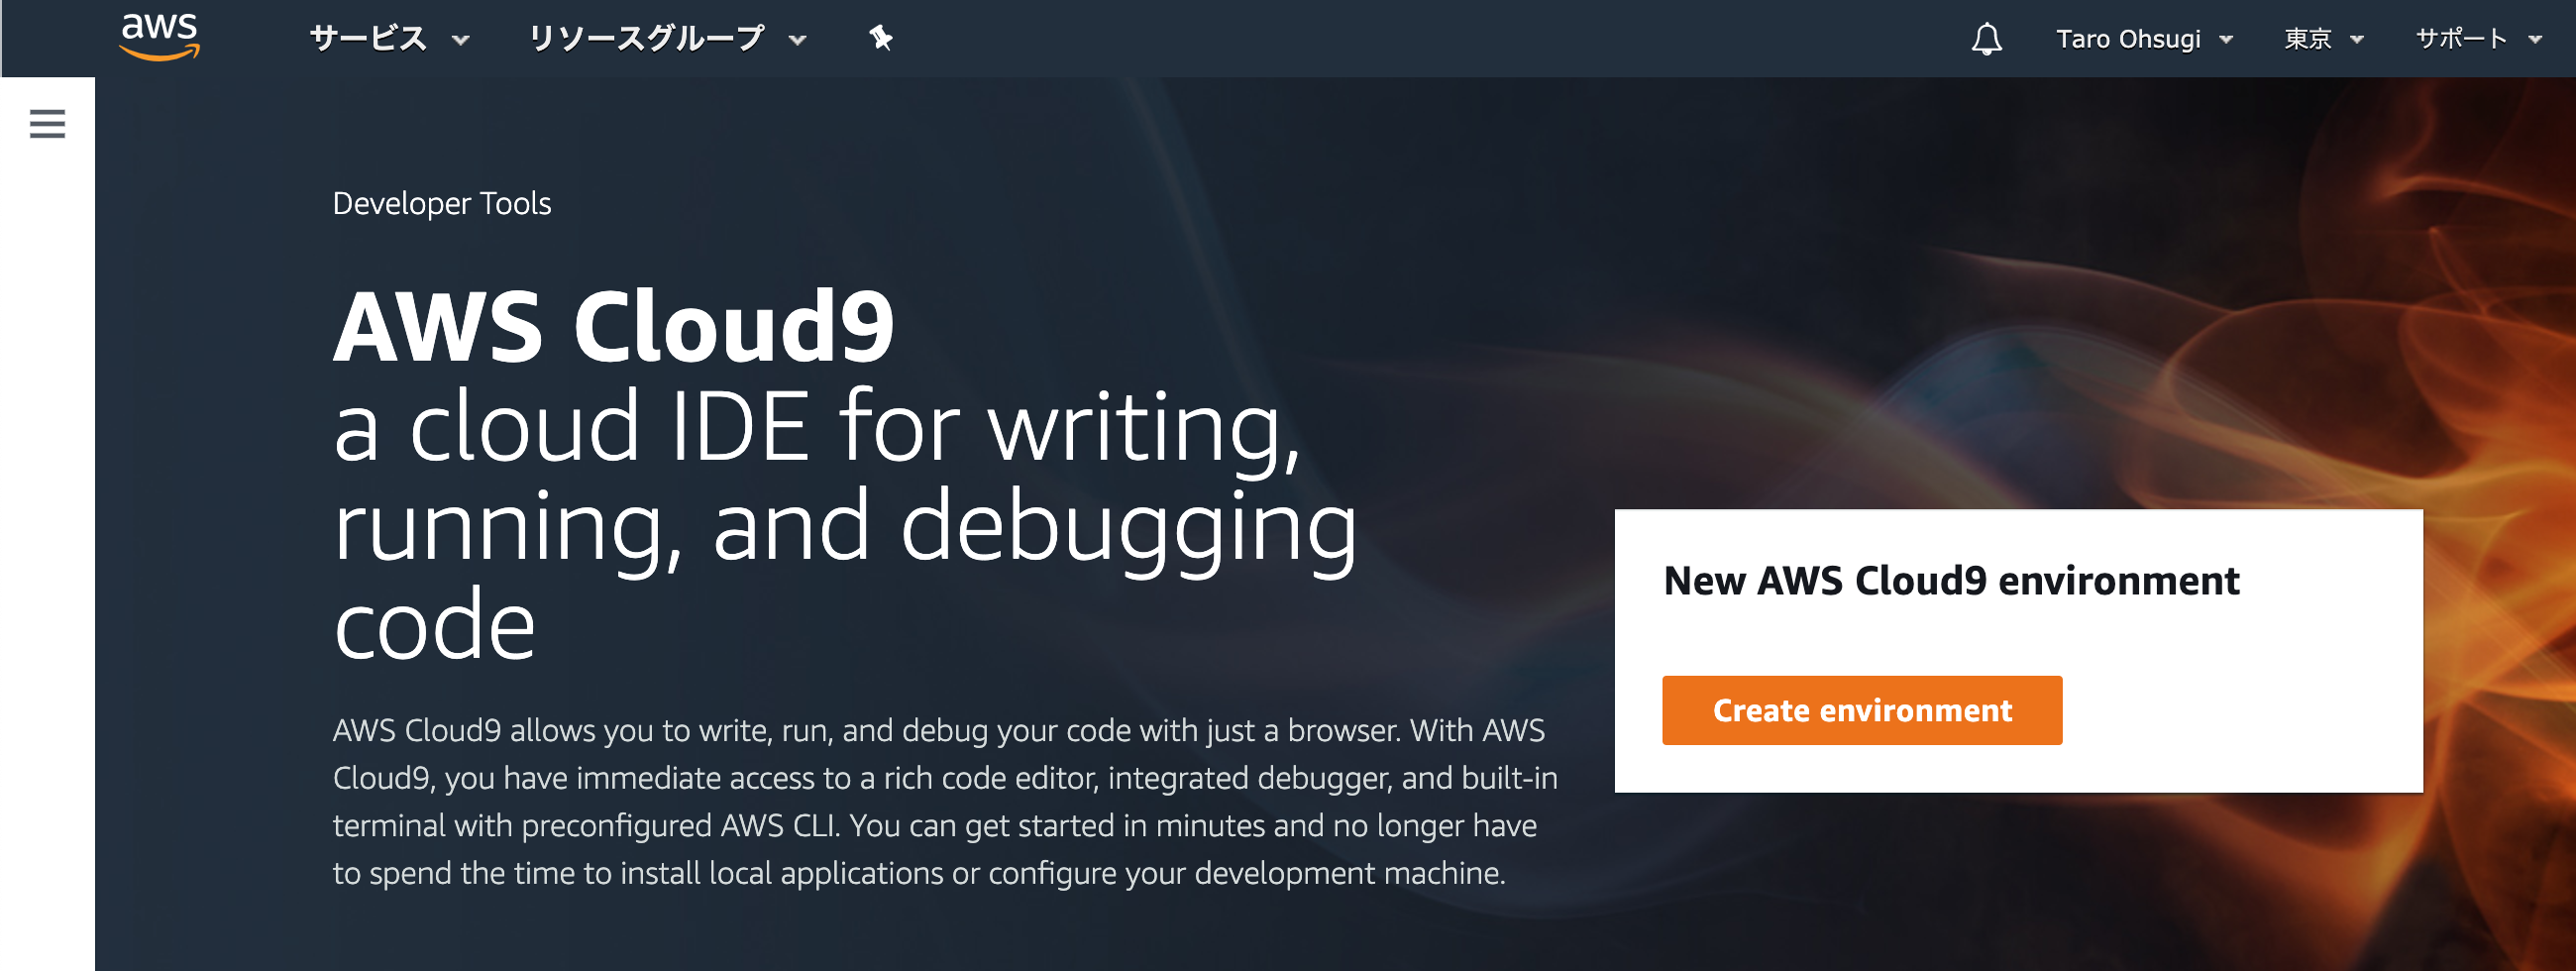 aws サービス リソースグループ Taro Ohsugi 東京 サポート
Developer Tools
AWS Cloud9
a cloud IDE for writing,
running, and debugging
code
AWS Cloud9 allows you to write, run, and debug your code with just a browser. With AWS
Cloud9, you have immediate access to a rich code editor, integrated debugger, and built-in
terminal with preconfigured AWS CLI. You can get started in minutes and no longer have
to spend the time to install local applications or configure your development machine.
New AWS Cloud9 environment
Create environment